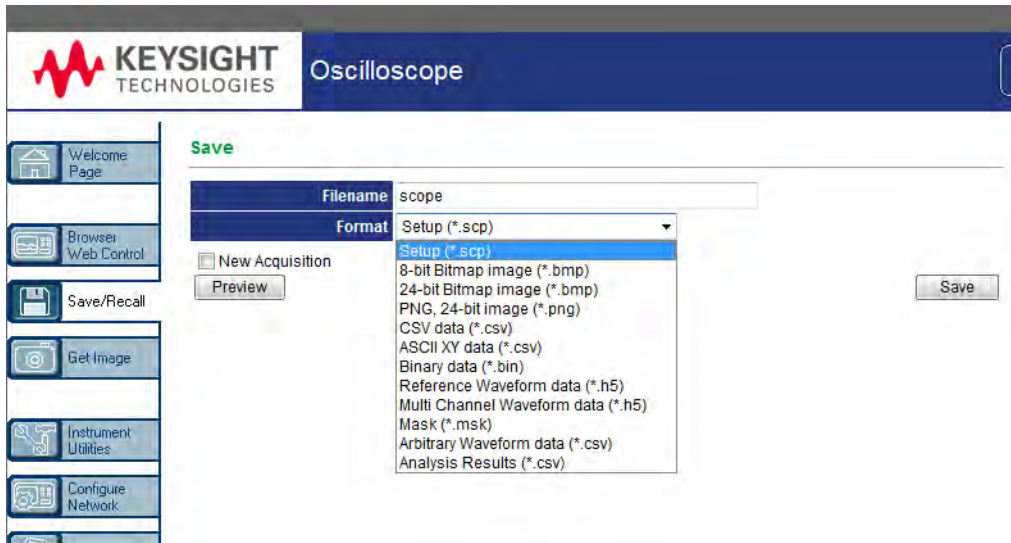 KEYSIGHT
TECHNOLOGIES
Oscilloscope
Welcome
Page
Browser
Web Control
Save/Recall
Get Image
Instrument
Utilities
Configure
Network
Save
Filename scope
Format Setup (*.scp)
Setup (*.scp)
8-bit Bitmap image (*.bmp)
24-bit Bitmap image (*.bmp)
PNG, 24-bit image (*.png)
CSV data (*.csv)
ASCII XY data (*.csv)
Binary data (*.bin)
Reference Waveform data (*.h5)
Multi Channel Waveform data (*.h5)
Mask (*.msk)
Arbitrary Waveform data (*.csv)
Analysis Results (*.csv)
New Acquisition
Preview
Save